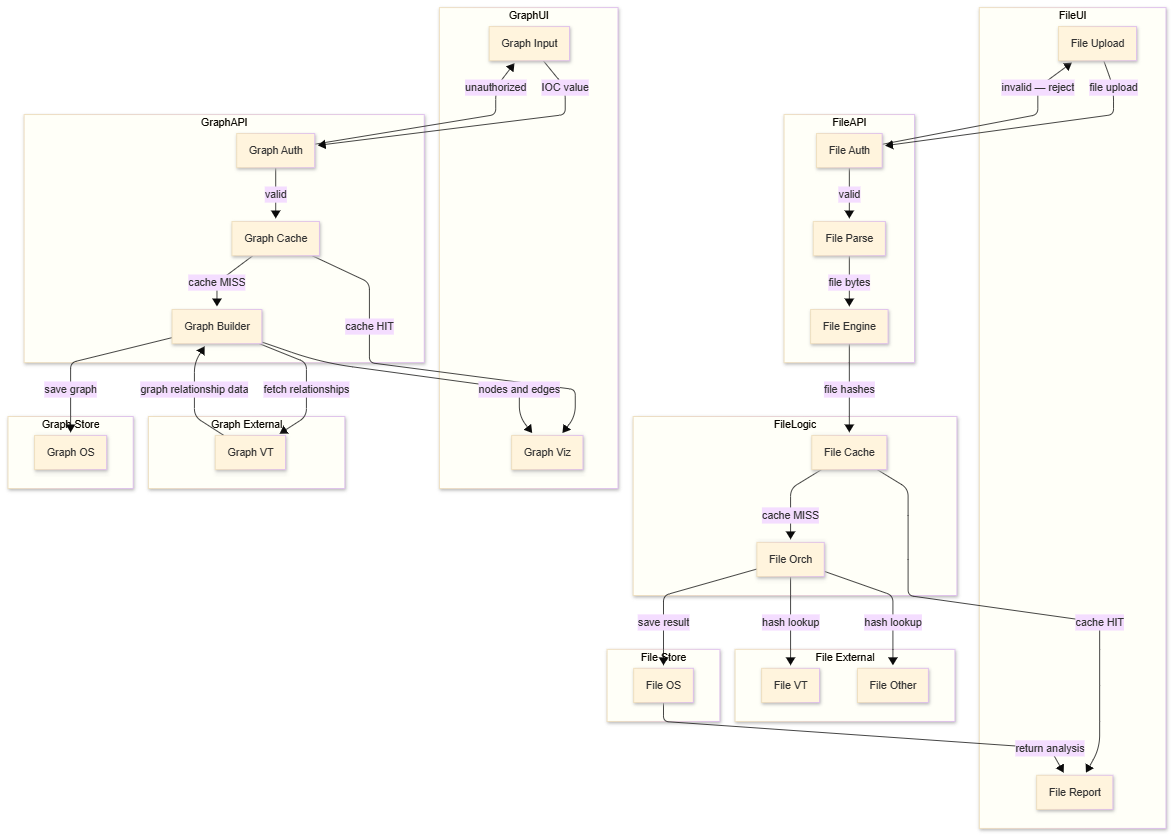 GraphUI
Graph Input
unauthorized
IOC value
GraphAPI
Graph Auth
valid
Graph Cache
cache MISS
cache HIT
Graph Builder
save graph
graph relationship data
fetch relationships
nodes and edges
Graph Store
Graph OS
Graph External
Graph VT
Graph Viz
FileUI
File Upload
invalid — reject
file upload
FileAPI
File Auth
valid
File Parse
file bytes
File Engine
file hashes
FileLogic
File Cache
cache MISS
File Orch
save result
hash lookup
hash lookup
cache HIT
File Store
File OS
File External
File VT
File Other
return analysis
File Report